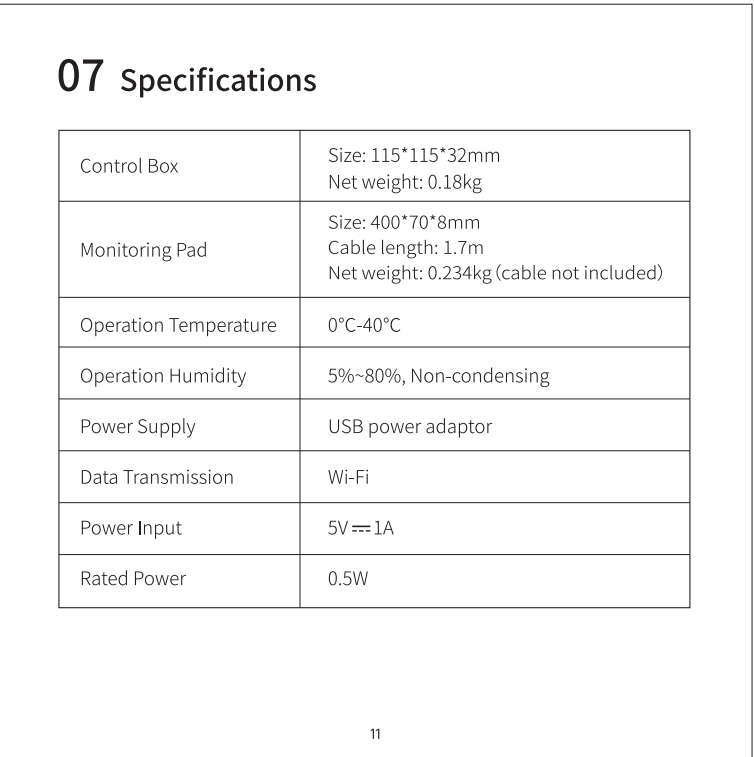 07 Specifications
Control Box
Size: 115*115*32mm
Net weight: 0.18kg
Monitoring Pad
Size: 400*70*8mm
Cable length: 1.7m
Net weight: 0.234kg (cable not included)
Operation Temperature
0°C-40°C
Operation Humidity
5%~80%, Non-condensing
Power Supply
USB power adaptor
Data Transmission
Wi-Fi
Power Input
5V⎓1A
Rated Power
0.5W
11